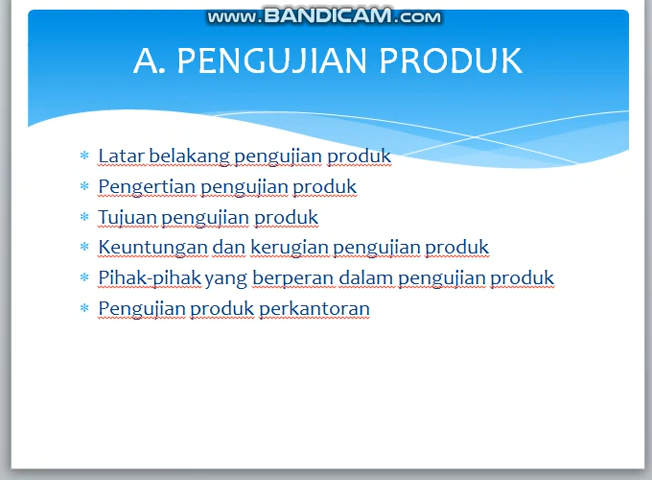 www.BANDICAM.com
A. PENGUJIAN PRODUK
Latar belakang pengujian produk
Pengertian pengujian produk
Tujuan pengujian produk
Keuntungan dan kerugian pengujian produk
Pihak-pihak yang berperan dalam pengujian produk
Pengujian produk perkantoran